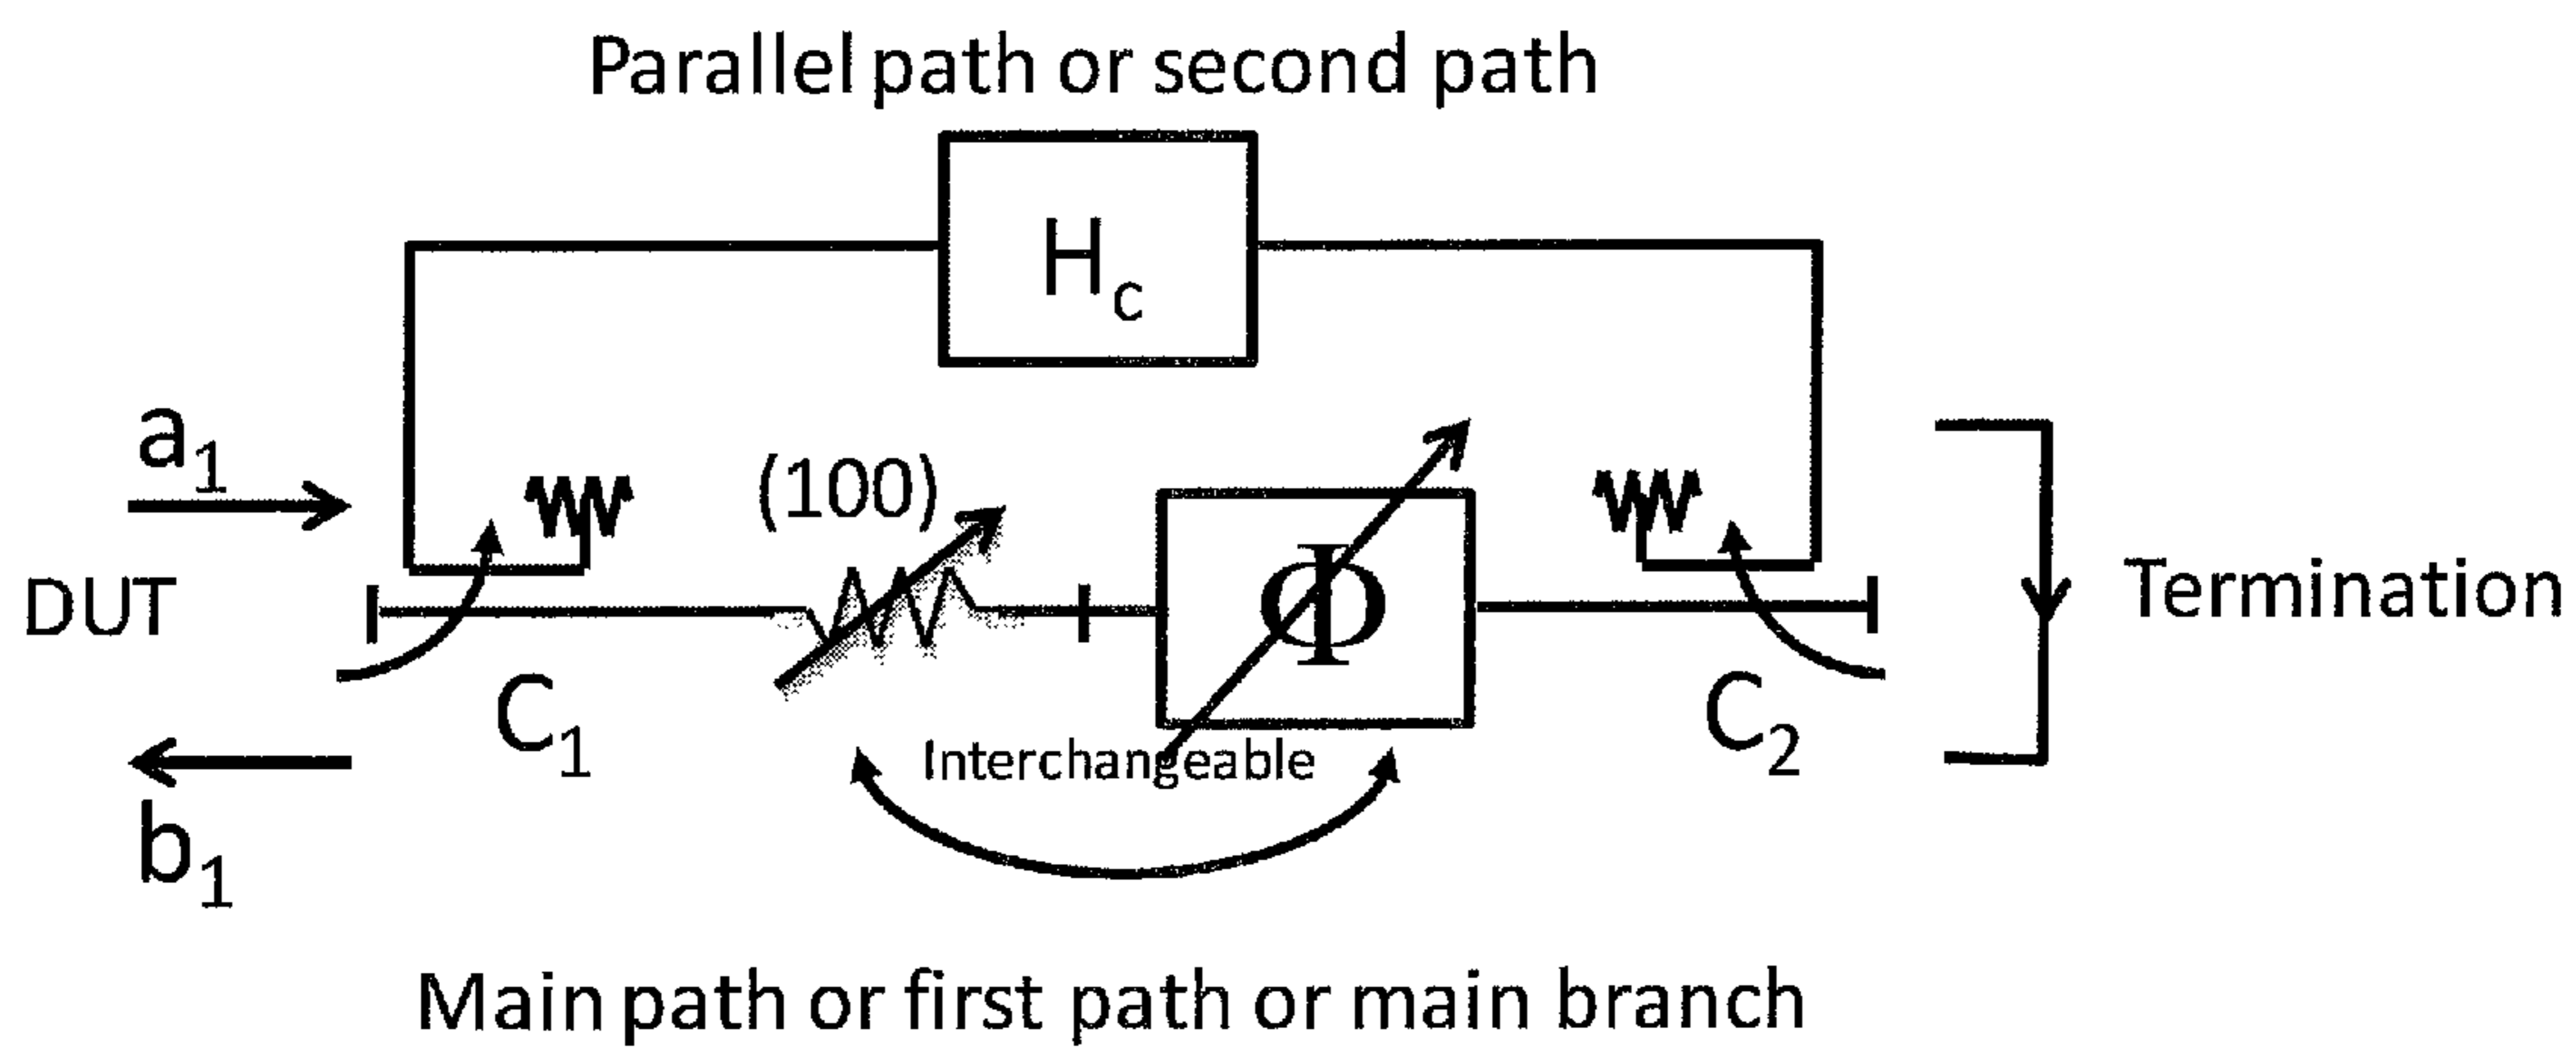 Parallel path or second path
Hc
a1
(100)
DUT
Φ
Termination
C1
C2
Interchangeable
b1
Main path or first path or main branch